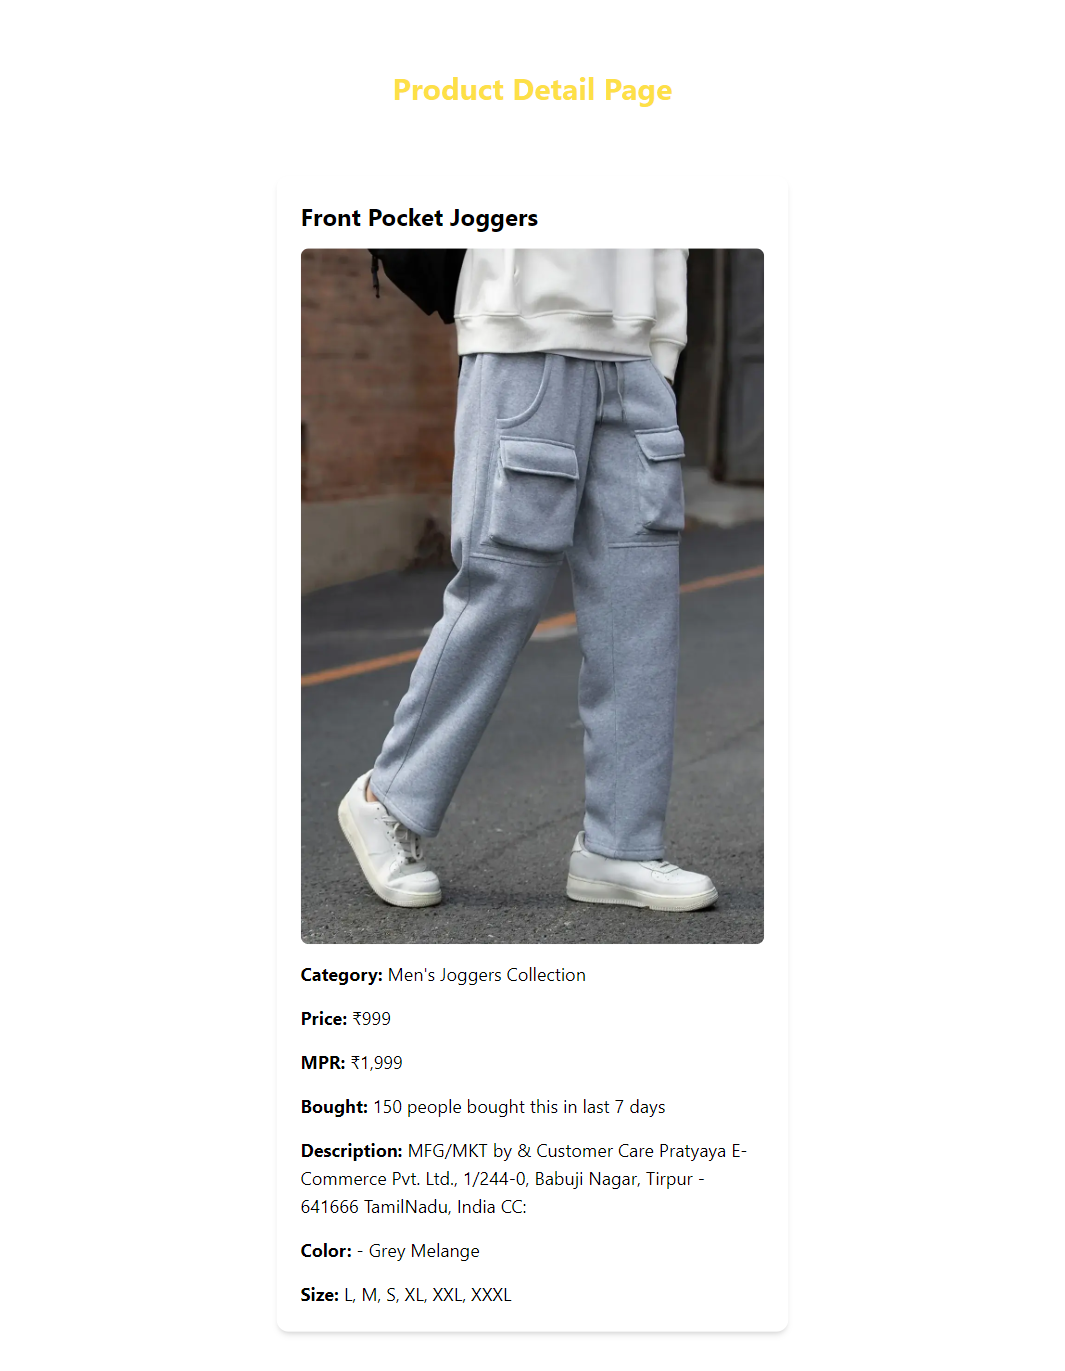 Product Detail Page
Front Pocket Joggers
Category: Men's Joggers Collection
Price: ₹999
MPR: ₹1,999
Bought: 150 people bought this in last 7 days
Description: MFG/MKT by & Customer Care Pratyaya E-
Commerce Pvt. Ltd., 1/244-0, Babuji Nagar, Tirpur -
641666 TamilNadu, India CC:
Color: - Grey Melange
Size: L, M, S, XL, XXL, XXXL